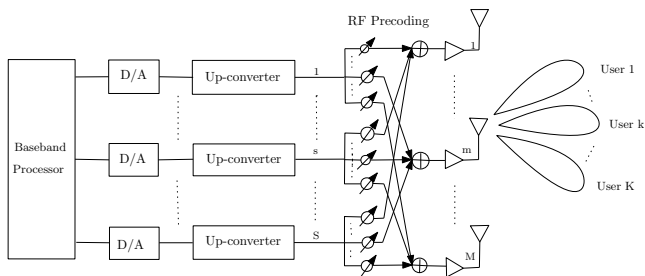 RF Precoding
1
D/A
Up-converter
1
User 1
Baseband
Processor
D/A
Up-converter
s
m
User k
User K
D/A
Up-converter
S
M